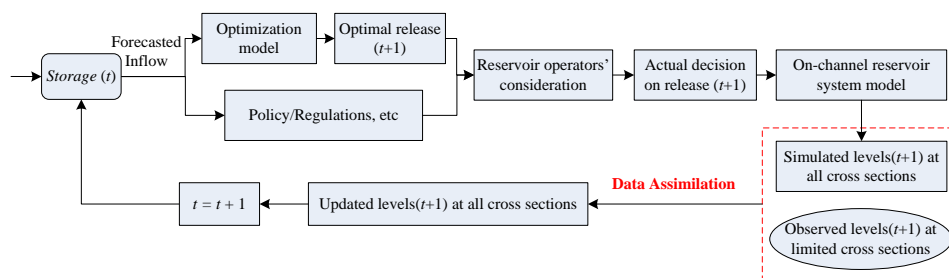 Storage (t)
Forecasted
Inflow
Optimization
model
Optimal release
(t+1)
Policy/Regulations, etc
Reservoir operators'
consideration
Actual decision
on release (t+1)
On-channel reservoir
system model
Simulated levels(t+1) at
all cross sections
Observed levels(t+1) at
limited cross sections
Data Assimilation
Updated levels(t+1) at all cross sections
t = t + 1